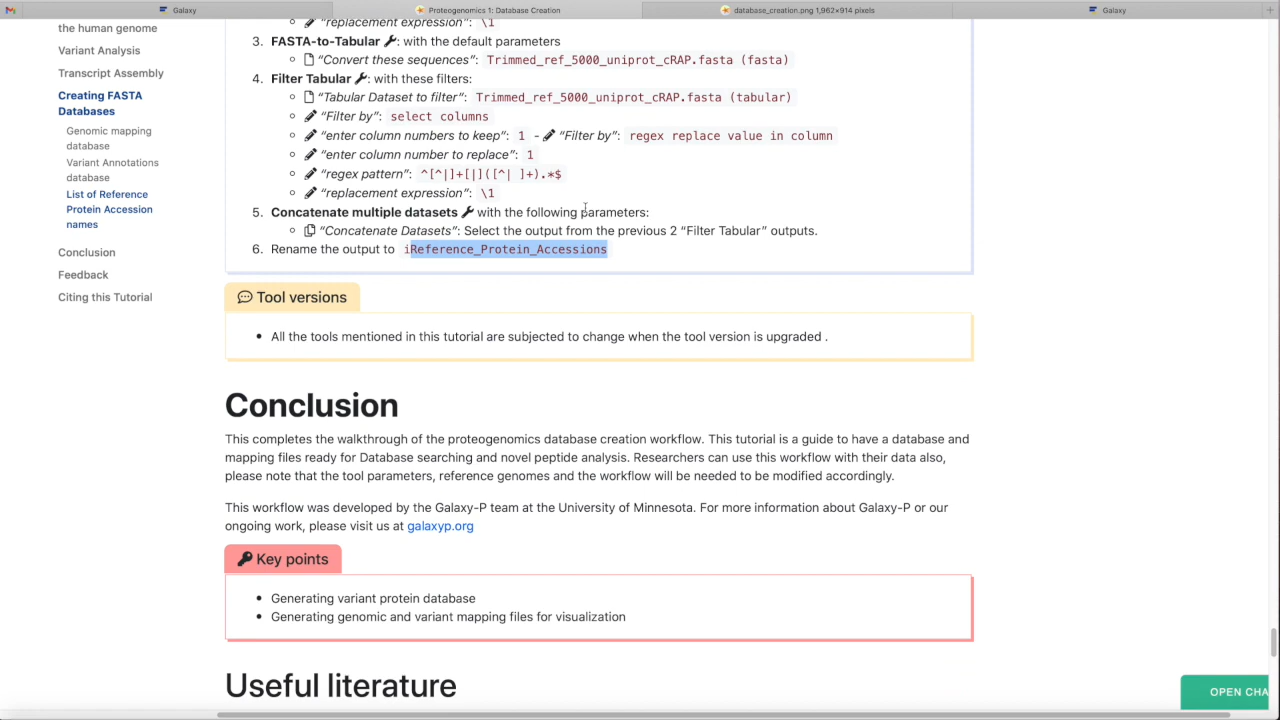 Galaxy
Proteogenomics 1: Database Creation
database_creation.png 1,962×914 pixels
Galaxy
the human genome
Variant Analysis
Transcript Assembly
Creating FASTA
Databases
Genomic mapping
database
Variant Annotations
database
List of Reference
Protein Accession
names
Conclusion
Feedback
Citing this Tutorial
“replacement expression”: \1
3. FASTA-to-Tabular : with the default parameters
“Convert these sequences”: Trimmed_ref_5000_uniprot_cRAP.fasta (fasta)
4. Filter Tabular : with these filters:
“Tabular Dataset to filter”: Trimmed_ref_5000_uniprot_cRAP.fasta (tabular)
“Filter by”: select columns
“enter column numbers to keep”: 1 - “Filter by”: regex replace value in column
“enter column number to replace”: 1
“regex pattern”: ^[^|]+[|]([^| ]+).*$
“replacement expression”: \1
5. Concatenate multiple datasets with the following parameters:
“Concatenate Datasets”: Select the output from the previous 2 “Filter Tabular” outputs.
6. Rename the output to iReference_Protein_Accessions
Tool versions
• All the tools mentioned in this tutorial are subjected to change when the tool version is upgraded .
Conclusion
This completes the walkthrough of the proteogenomics database creation workflow. This tutorial is a guide to have a database and
mapping files ready for Database searching and novel peptide analysis. Researchers can use this workflow with their data also,
please note that the tool parameters, reference genomes and the workflow will be needed to be modified accordingly.
This workflow was developed by the Galaxy-P team at the University of Minnesota. For more information about Galaxy-P or our
ongoing work, please visit us at galaxyp.org
Key points
• Generating variant protein database
• Generating genomic and variant mapping files for visualization
Useful literature
OPEN CHA